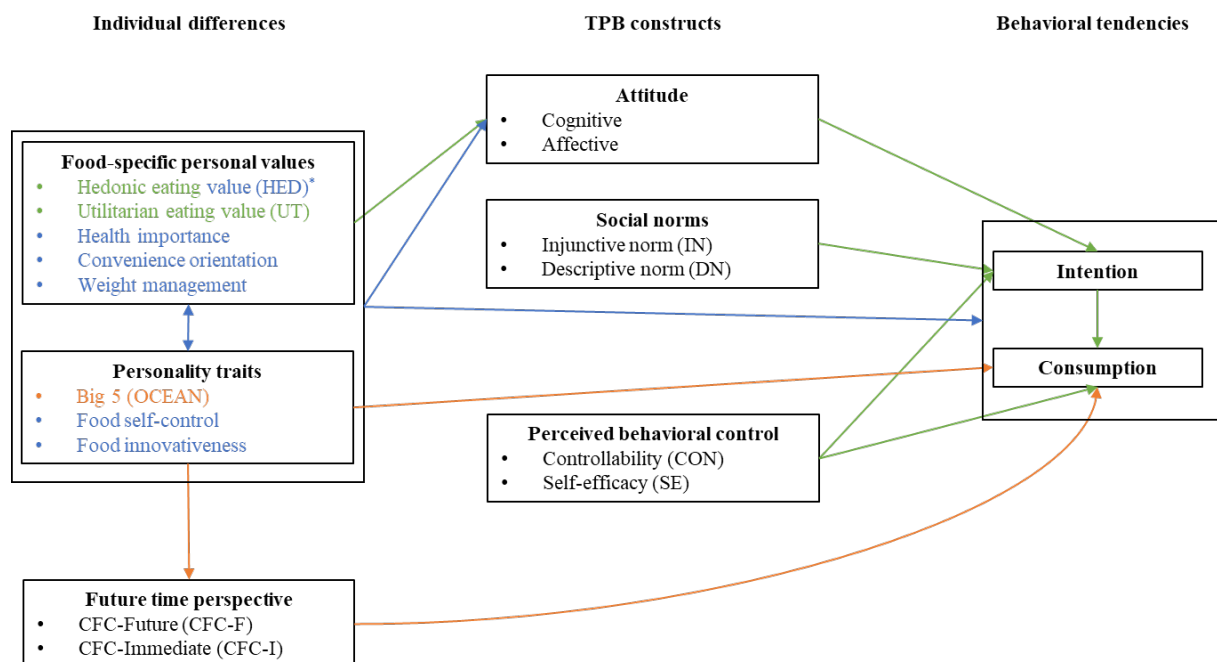 Individual differences
TPB constructs
Behavioral tendencies
Attitude
• Cognitive
• Affective
Food-specific personal values
• Hedonic eating value (HED)*
• Utilitarian eating value (UT)
• Health importance
• Convenience orientation
• Weight management
Social norms
• Injunctive norm (IN)
• Descriptive norm (DN)
Intention
Personality traits
• Big 5 (OCEAN)
• Food self-control
• Food innovativeness
Consumption
Perceived behavioral control
• Controllability (CON)
• Self-efficacy (SE)
Future time perspective
• CFC-Future (CFC-F)
• CFC-Immediate (CFC-I)